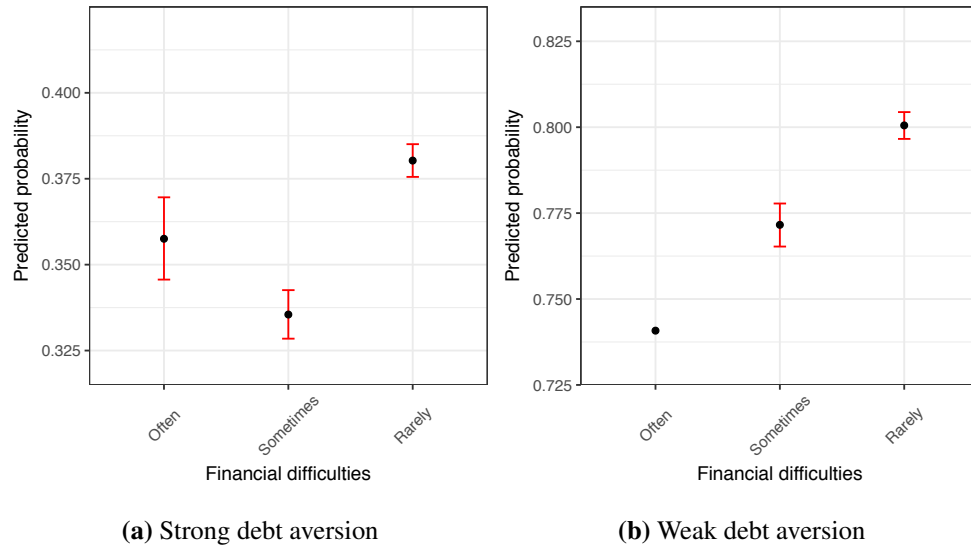 Predicted probability
0.400
0.375
0.350
0.325
Often
Sometimes
Rarely
Financial difficulties
(a) Strong debt aversion
Predicted probability
0.825
0.800
0.775
0.750
0.725
Often
Sometimes
Rarely
Financial difficulties
(b) Weak debt aversion